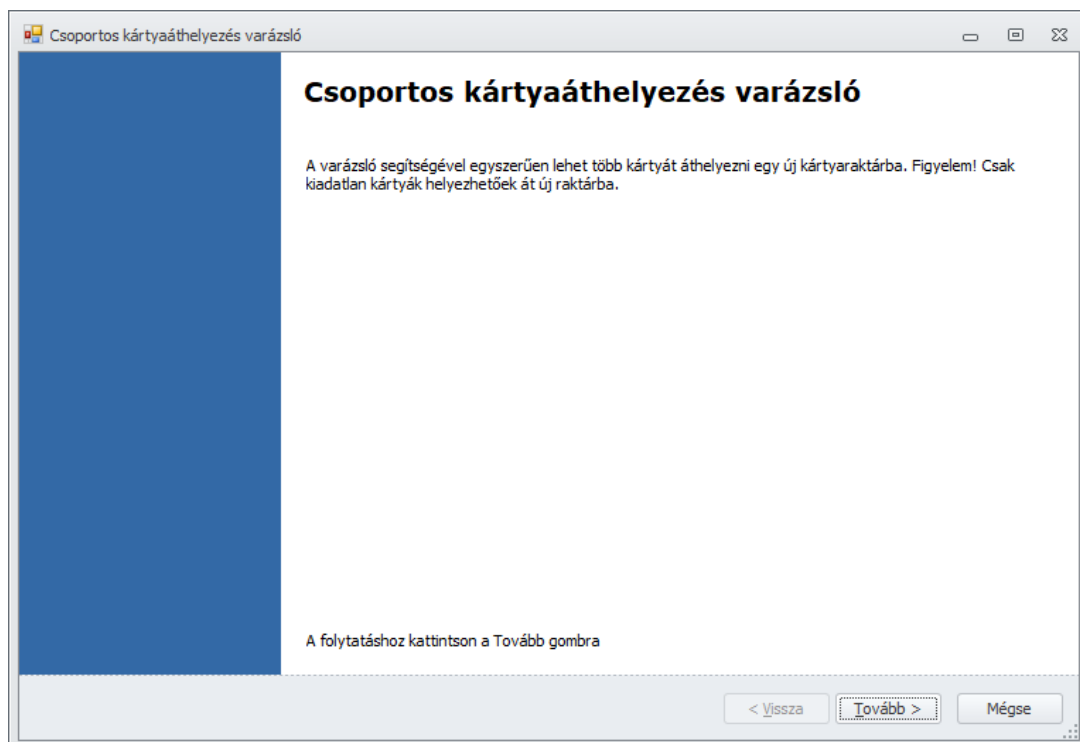 Csoportos kártyaáthelyezés varázsló
Csoportos kártyaáthelyezés varázsló
A varázsló segítségével egyszerűen lehet több kártyát áthelyezni egy új kártyaraktárba. Figyelem! Csak
kiadatlan kártyák helyezhetőek át új raktárba.
A folytatáshoz kattintson a Tovább gombra
< Vissza
Tovább >
Mégse